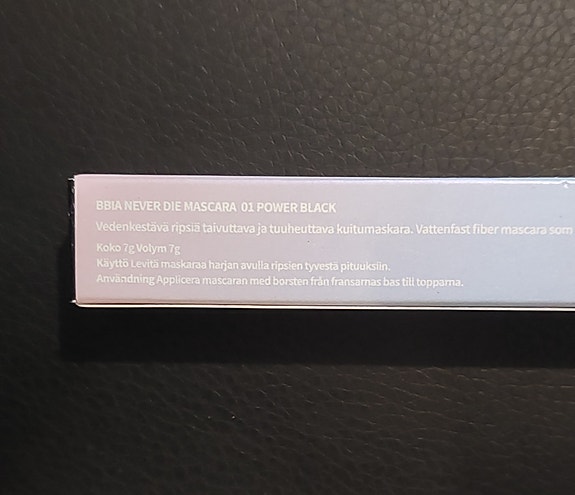 BBIA NEVER DIE MASCARA 01 POWER BLACK
Vedenkestävä ripsiä taivuttava ja tuuheuttava kuitumaskara. Vattenfast fiber mascara som
Koko 7g Volym 7g
Käyttö Levitä maskaraa harjan avulla ripsien tyvestä pituuksiin.
Användning Applicera mascaran med borsten från fransarnas bas till topparna.